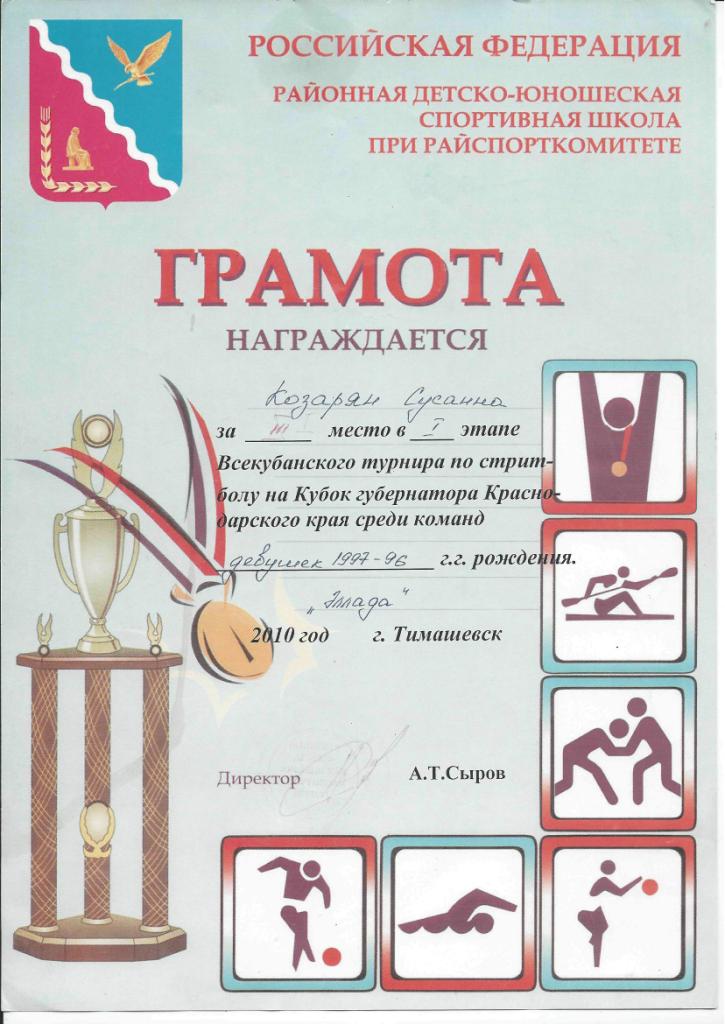 РОССИЙСКАЯ ФЕДЕРАЦИЯ
РАЙОННАЯ ДЕТСКО-ЮНОШЕСКАЯ
СПОРТИВНАЯ ШКОЛА
ПРИ РАЙСПОРТКОМИТЕТЕ
ГРАМОТА
НАГРАЖДАЕТСЯ
Козарян Сусанна
за III место в I этапе
Всекубанского турнира по стрит-
болу на Кубок губернатора Красно-
дарского края среди команд
девушек 1997-96 г.г. рождения.
„Эллада"
2010 год г. Тимашевск
Директор А.Т.Сыров